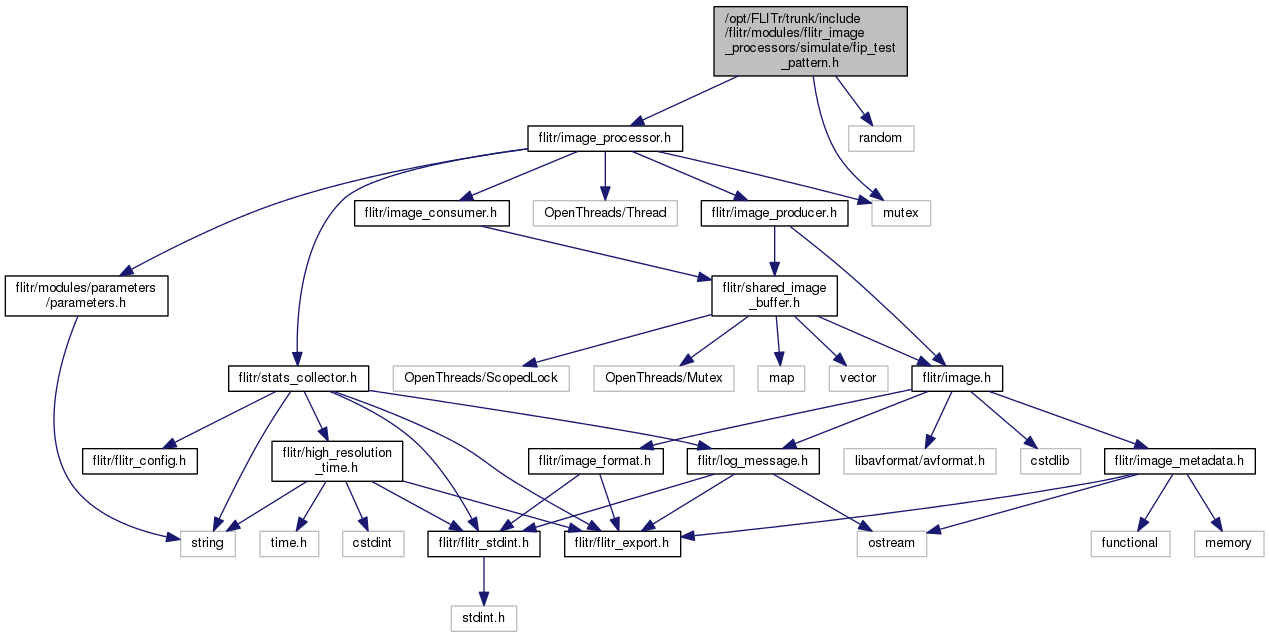 /opt/FLITr/trunk/include
/flitr/modules/flitr_image
_processors/simulate/fip_test
_pattern.h
flitr/image_processor.h
random
flitr/image_consumer.h
OpenThreads/Thread
flitr/image_producer.h
mutex
flitr/modules/parameters
/parameters.h
flitr/shared_image
_buffer.h
flitr/stats_collector.h
OpenThreads/ScopedLock
OpenThreads/Mutex
map
vector
flitr/image.h
flitr/flitr_config.h
flitr/high_resolution
_time.h
flitr/image_format.h
flitr/log_message.h
libavformat/avformat.h
cstdlib
flitr/image_metadata.h
string
time.h
cstdint
flitr/flitr_stdint.h
flitr/flitr_export.h
ostream
functional
memory
stdint.h